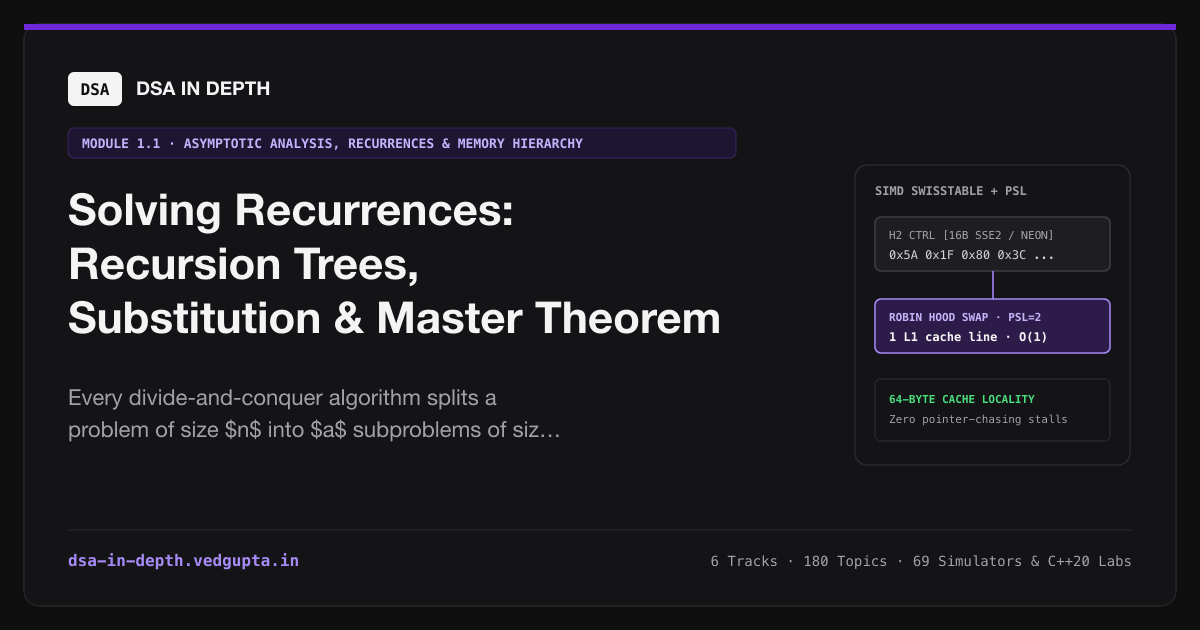 DSA
DSA IN DEPTH
MODULE 1.1 · ASYMPTOTIC ANALYSIS, RECURRENCES & MEMORY HIERARCHY
Solving Recurrences:
Recursion Trees,
Substitution & Master Theorem
Every divide-and-conquer algorithm splits a
problem of size $n$ into $a$ subproblems of siz…
SIMD SWISSTABLE + PSL
H2 CTRL [16B SSE2 / NEON]
0x5A 0x1F 0x80 0x3C ...
ROBIN HOOD SWAP · PSL=2
1 L1 cache line · O(1)
64-BYTE CACHE LOCALITY
Zero pointer-chasing stalls
dsa-in-depth.vedgupta.in
6 Tracks · 180 Topics · 69 Simulators & C++20 Labs